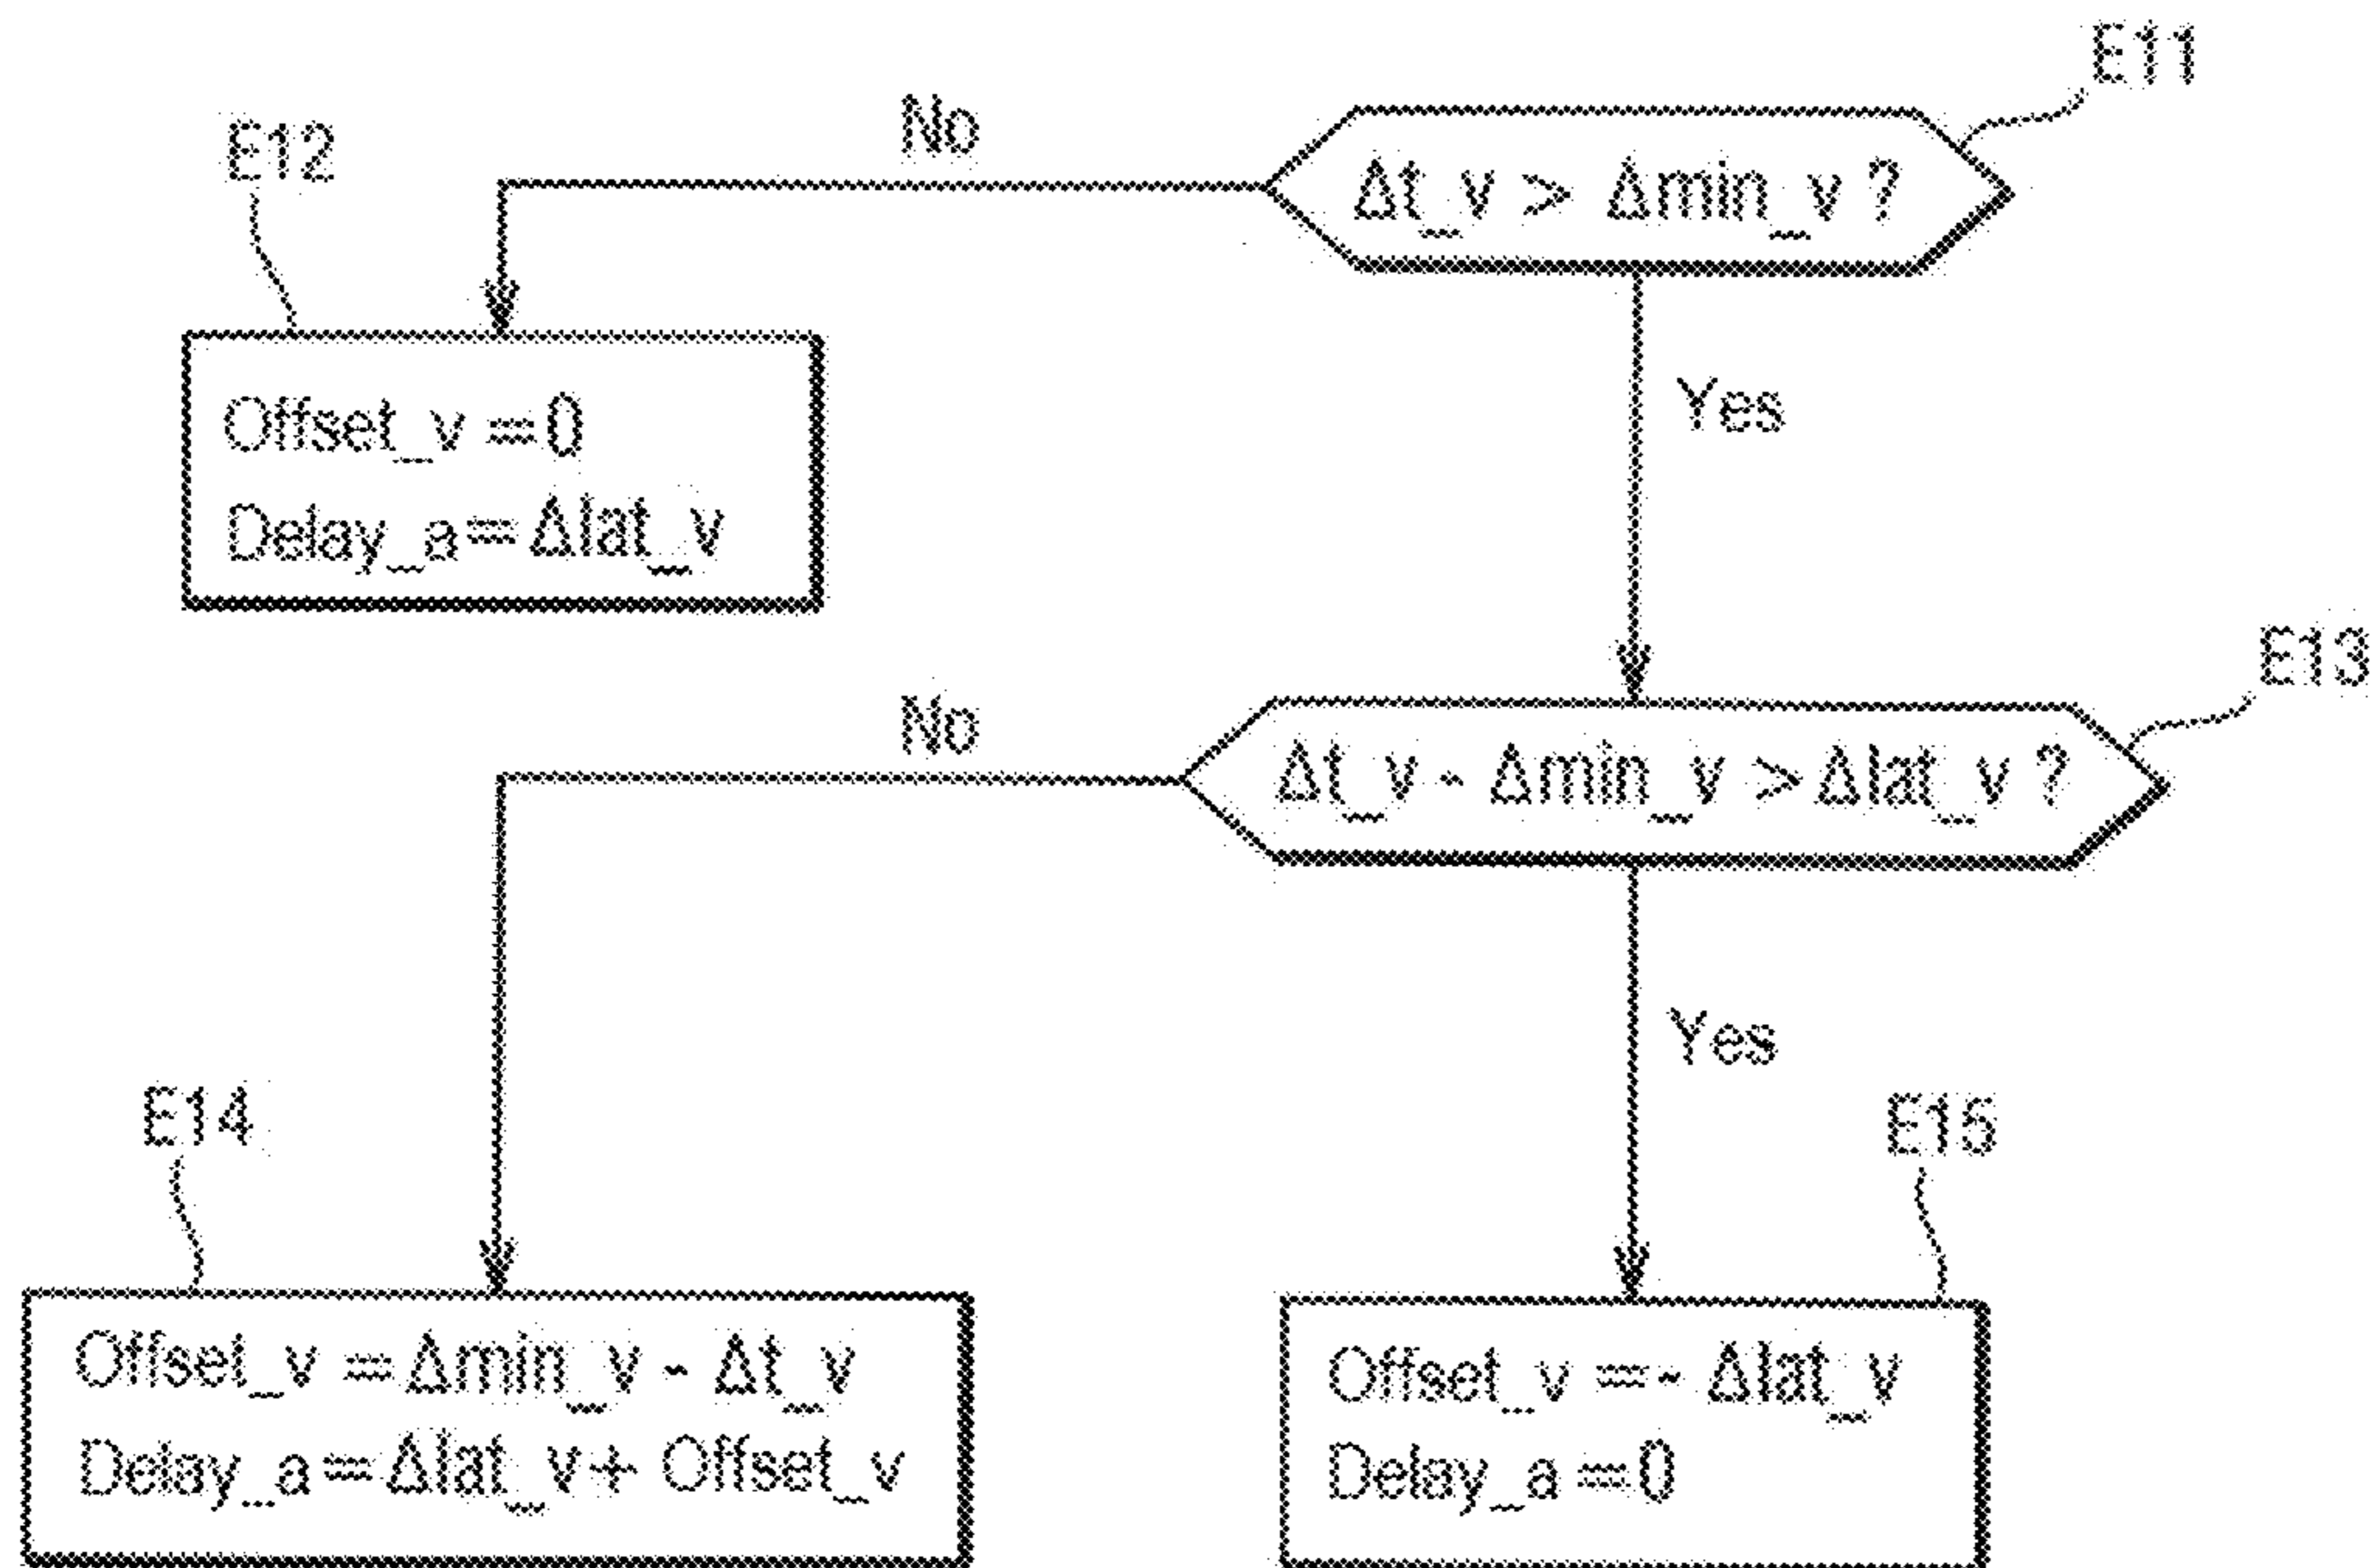 E11
No
E12
Δt_v > Δmin_v ?
Offset_v = 0
Delay_a = Δlat_v
Yes
E13
No
Δt_v - Δmin_v > Δlat_v ?
Yes
E14
E15
Offset_v = Δmin_v - Δt_v
Delay_a = Δlat_v + Offset_v
Offset_v = - Δlat_v
Delay_a = 0